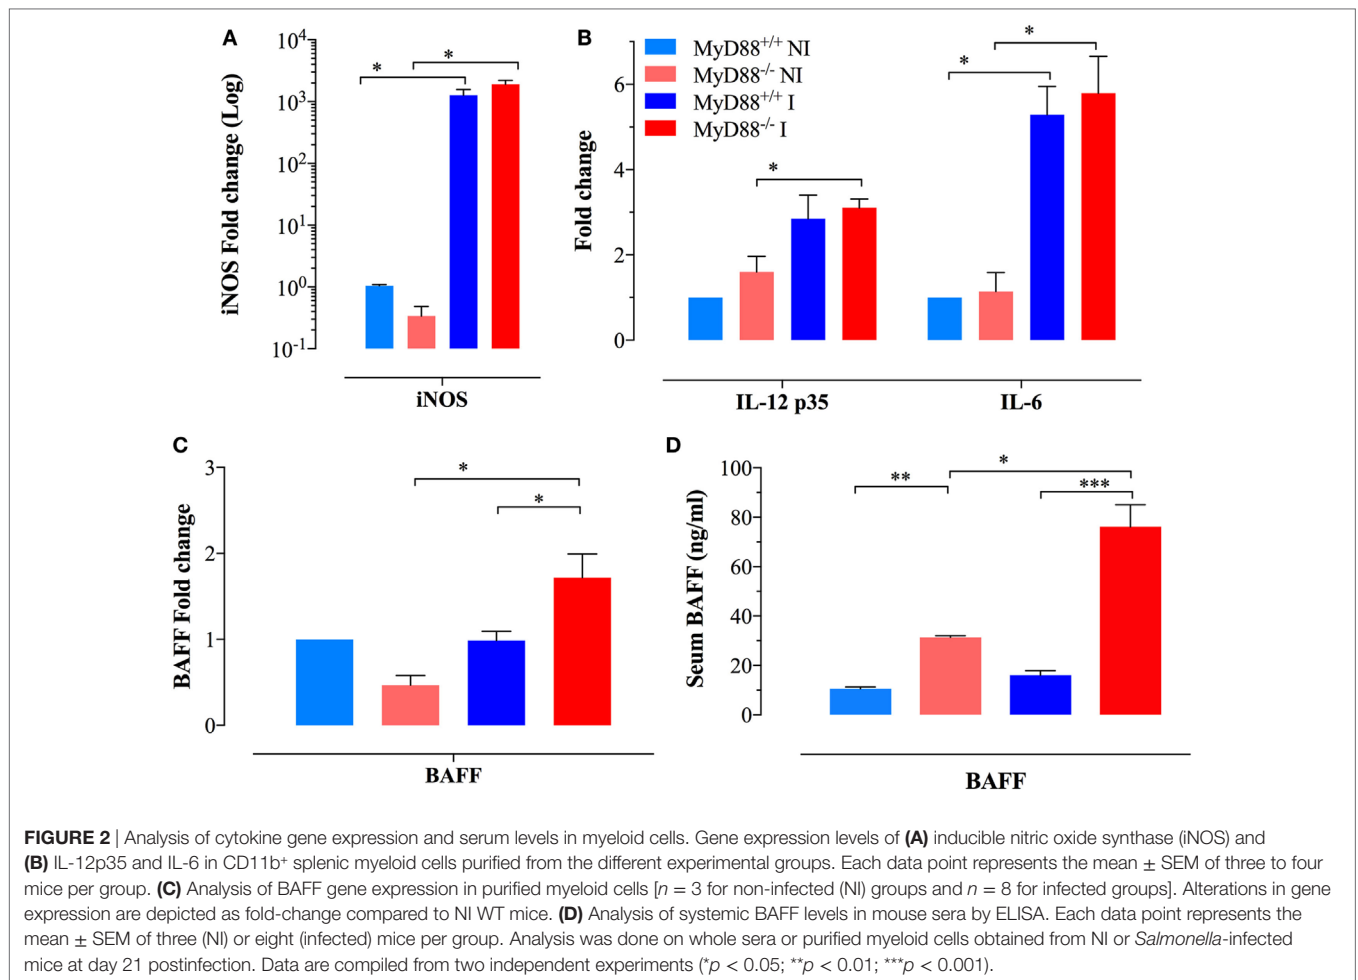 A
10⁴
10³
10²
10¹
10⁰
10⁻¹
iNOS Fold change (Log)
*
*
iNOS
B
6
4
2
0
Fold change
MyD88⁺/⁺ NI
MyD88⁻/⁻ NI
MyD88⁺/⁺ I
MyD88⁻/⁻ I
*
*
*
IL-12 p35
IL-6
C
3
2
1
0
BAFF Fold change
*
*
BAFF
D
100
80
60
40
20
0
Seum BAFF (ng/ml)
**
*
***
BAFF
FIGURE 2 | Analysis of cytokine gene expression and serum levels in myeloid cells. Gene expression levels of (A) inducible nitric oxide synthase (iNOS) and
(B) IL-12p35 and IL-6 in CD11b⁺ splenic myeloid cells purified from the different experimental groups. Each data point represents the mean ± SEM of three to four
mice per group. (C) Analysis of BAFF gene expression in purified myeloid cells [n = 3 for non-infected (NI) groups and n = 8 for infected groups]. Alterations in gene
expression are depicted as fold-change compared to NI WT mice. (D) Analysis of systemic BAFF levels in mouse sera by ELISA. Each data point represents the
mean ± SEM of three (NI) or eight (infected) mice per group. Analysis was done on whole sera or purified myeloid cells obtained from NI or Salmonella-infected
mice at day 21 postinfection. Data are compiled from two independent experiments (*p < 0.05; **p < 0.01; ***p < 0.001).